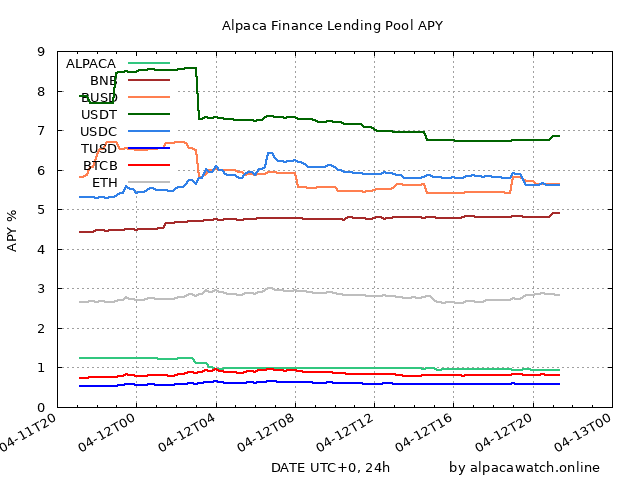 Alpaca Finance Lending Pool APY
9
8
7
6
5
4
3
2
1
0
APY %
ALPACA
BNB
BUSD
USDT
USDC
TUSD
BTCB
ETH
04-11T20
04-12T00
04-12T04
04-12T08
04-12T12
04-12T16
04-12T20
04-13T00
DATE UTC+0, 24h
by alpacawatch.online